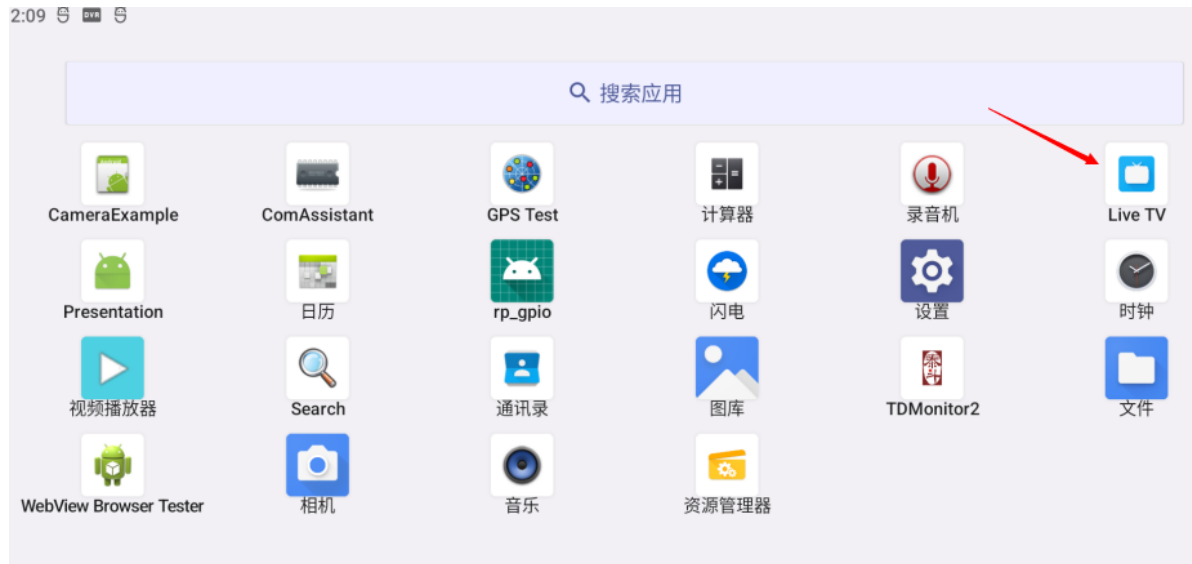 2:09 DVR
搜索应用
CameraExample ComAssistant GPS Test 计算器 录音机 Live TV
Presentation 日历 rp_gpio 闪电 设置 时钟
视频播放器 Search 通讯录 图库 TDMonitor2 文件
WebView Browser Tester 相机 音乐 资源管理器